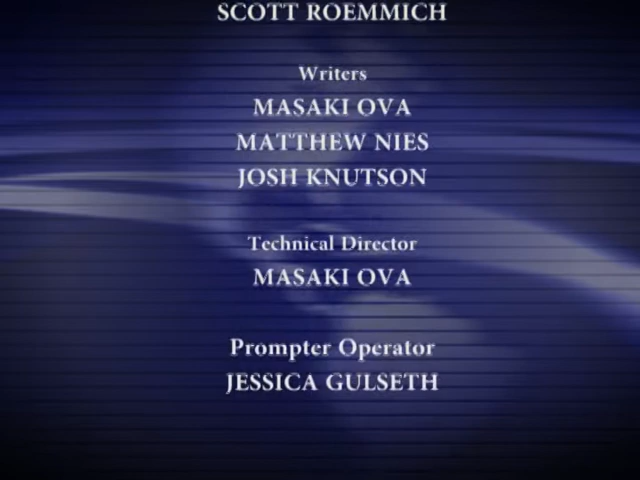 SCOTT ROEMMICH
Writers
MASAKI OVA
MATTHEW NIES
JOSH KNUTSON
Technical Director
MASAKI OVA
Prompter Operator
JESSICA GULSETH